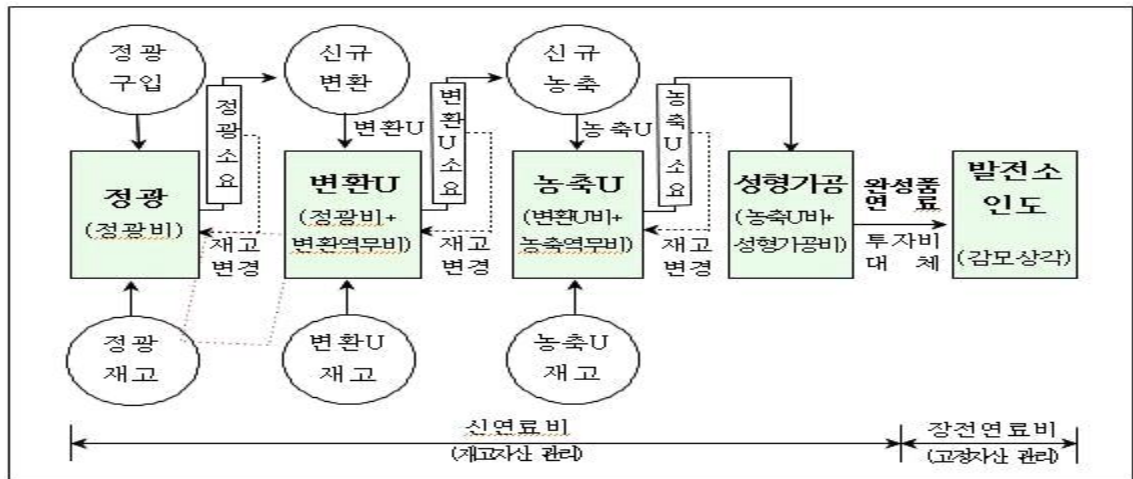 정광
구입
신규
변환
신규
농축
정광소요
변환U소요
농축U소요
변환U
농축U
정광
(정광비)
변환U
(정광비+
변환역무비)
농축U
(변환U비+
농축역무비)
성형가공
(농축U비+
성형가공비)
완성품
연 료
투자비
대 체
발전소
인도
(감모상각)
재고
변경
재고
변경
재고
변경
정광
재고
변환U
재고
농축U
재고
신연료비
(재고자산 관리)
장전연료비
(고정자산 관리)